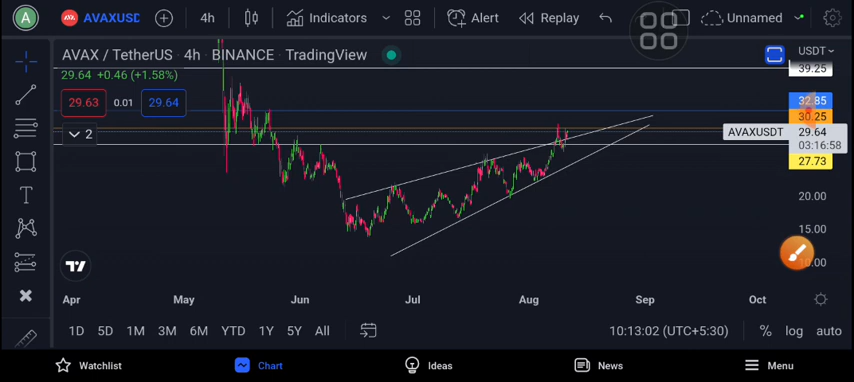 A AVA AVAXUSD 4h Indicators Alert Replay Unnamed
AVAX / TetherUS · 4h · BINANCE · TradingView
USDT
29.64 +0.46 (+1.58%)
39.25
29.63 0.01 29.64
32.85
30.25
AVAXUSDT 29.64
03:16:58
2
27.73
20.00
15.00
10.00
Apr May Jun Jul Aug Sep Oct
1D 5D 1M 3M 6M YTD 1Y 5Y All 10:13:02 (UTC+5:30) % log auto
Watchlist Chart Ideas News Menu